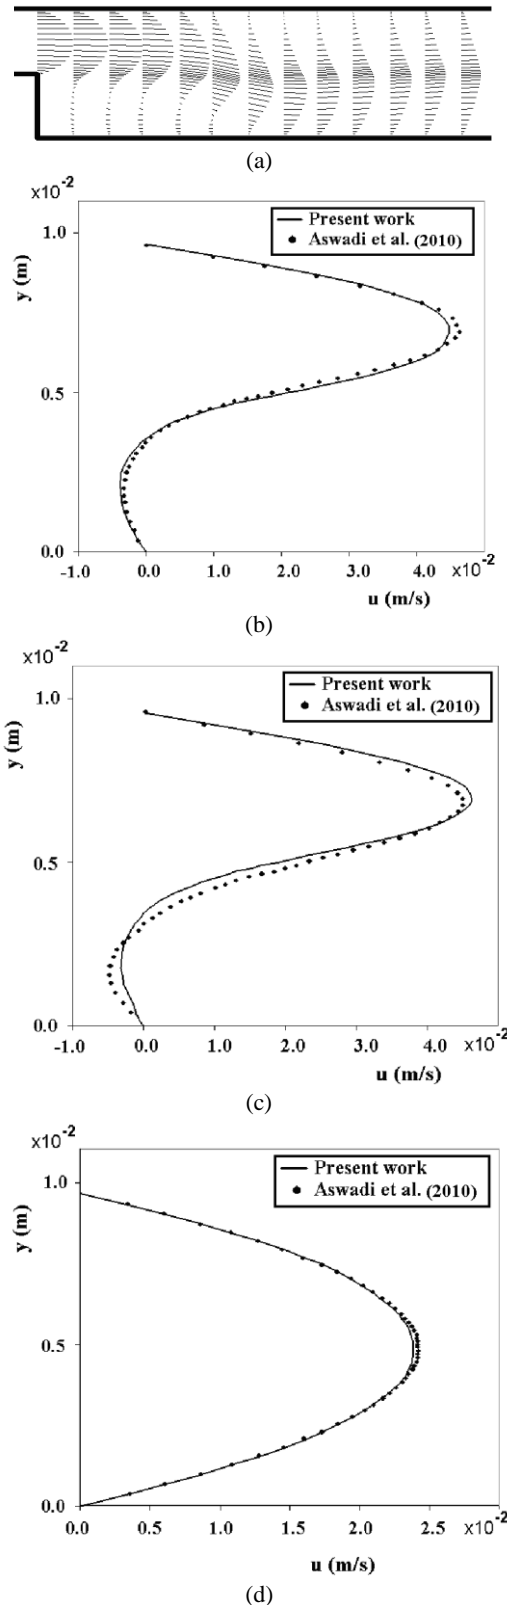 (a)
x10⁻²
Present work
Aswadi et al. (2010)
1.0
y (m)
0.5
0.0
-1.0 0.0 1.0 2.0 3.0 4.0 x10⁻²
u (m/s)
(b)
x10⁻²
Present work
Aswadi et al. (2010)
1.0
y (m)
0.5
0.0
-1.0 0.0 1.0 2.0 3.0 4.0 x10⁻²
u (m/s)
(c)
x10⁻²
Present work
Aswadi et al. (2010)
1.0
y (m)
0.5
0.0
0.0 0.5 1.0 1.5 2.0 2.5 x10⁻²
u (m/s)
(d)